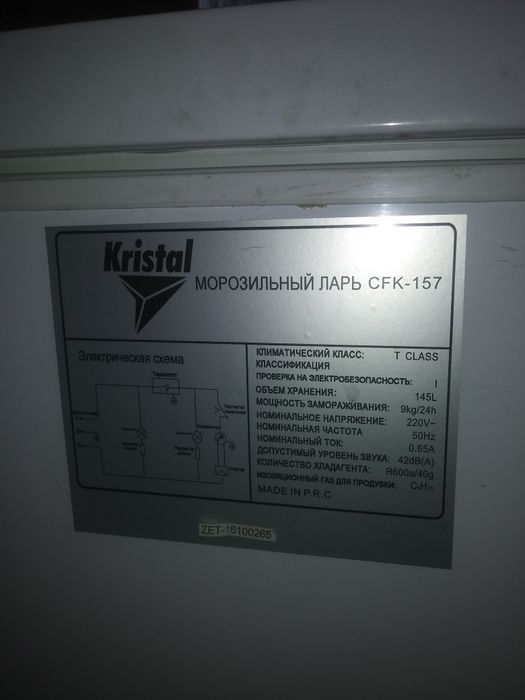 Kristal
МОРОЗИЛЬНЫЙ ЛАРЬ CFK-157
Электрическая схема
Термостат
КЛИМАТИЧЕСКИЙ КЛАСС: T CLASS
КЛАССИФИКАЦИЯ
ПРОВЕРКА НА ЭЛЕКТРОБЕЗОПАСНОСТЬ: I
ОБЪЕМ ХРАНЕНИЯ: 145L
МОЩНОСТЬ ЗАМОРАЖИВАНИЯ: 9kg/24h
НОМИНАЛЬНОЕ НАПРЯЖЕНИЕ: 220V~
НОМИНАЛЬНАЯ ЧАСТОТА 50Hz
НОМИНАЛЬНЫЙ ТОК: 0.65A
ДОПУСТИМЫЙ УРОВЕНЬ ЗВУКА: 42dB(A)
КОЛИЧЕСТВО ХЛАДАГЕНТА: R600a/40g
ИЗОЛЯЦИОННЫЙ ГАЗ ДЛЯ ПРОДУВКИ:
MADE IN P.R.C
ZET-16100265